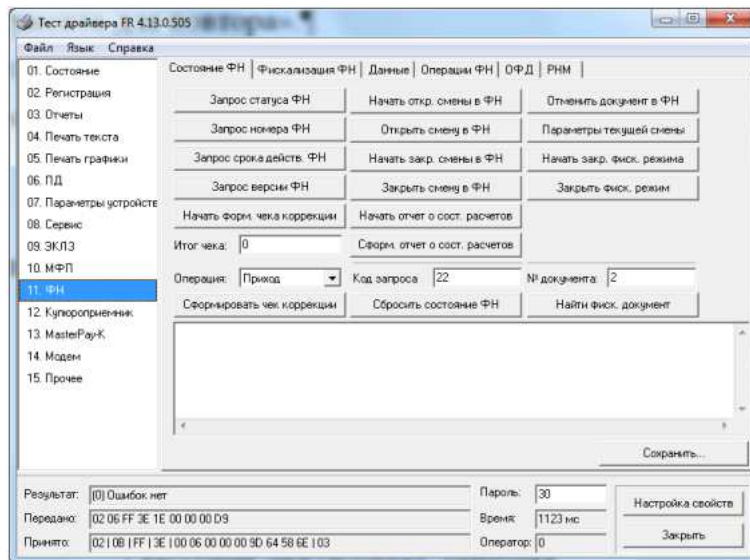 Тест драйвера FR 4.13.0.505
Файл Язык Справка
01. Состояние
02. Регистрация
03. Отчеты
04. Печать текста
05. Печать графики
06. ПД
07. Параметры устройств
08. Сервис
09. ЭКЛЗ
10. МФП
11. ФН
12. Купюроприемник
13. MasterPay-K
14. Модем
15. Прочее
Состояние ФН Фискализация ФН Данные Операции ФН ОФД РНМ
Запрос статуса ФН Начать откр. смены в ФН Отменить документ в ФН
Запрос номера ФН Открыть смену в ФН Параметры текущей смены
Запрос срока действ. ФН Начать закр. смены в ФН Начать закр. фиск. режима
Запрос версии ФН Закрыть смену в ФН Закрыть фиск. режим
Начать форм. чека коррекции Начать отчет о сост. расчетов
Итог чека: 0 Сформ. отчет о сост. расчетов
Операция: Приход Код запроса 22 № документа: 2
Сформировать чек коррекции Сбросить состояние ФН Найти фиск. документ
Сохранить...
Результат: (0) Ошибок нет Пароль: 30 Настройка свойств
Передано: 02 06 FF 3E 1E 00 00 00 D9 Время: 1123 мс
Принято: 02 | 0B | FF | 3E | 00 06 00 00 00 9D 64 58 6E | 03 Оператор: 0 Закрыть